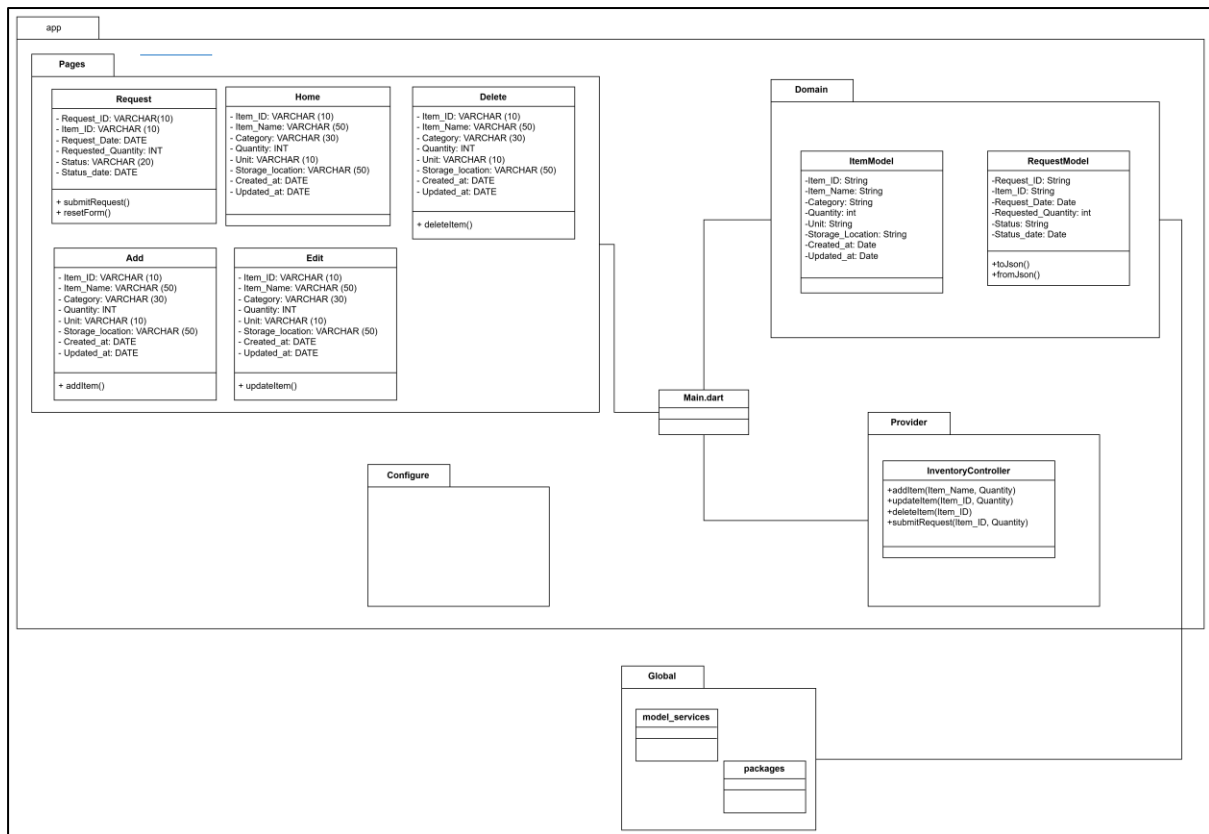 app
Pages
Request
- Request_ID: VARCHAR(10)
- Item_ID: VARCHAR (10)
- Request_Date: DATE
- Requested_Quantity: INT
- Status: VARCHAR (20)
- Status_date: DATE
+ submitRequest()
+ resetForm()
Home
- Item_ID: VARCHAR (10)
- Item_Name: VARCHAR (50)
- Category: VARCHAR (30)
- Quantity: INT
- Unit: VARCHAR (10)
- Storage_location: VARCHAR (50)
- Created_at: DATE
- Updated_at: DATE
Delete
- Item_ID: VARCHAR (10)
- Item_Name: VARCHAR (50)
- Category: VARCHAR (30)
- Quantity: INT
- Unit: VARCHAR (10)
- Storage_location: VARCHAR (50)
- Created_at: DATE
- Updated_at: DATE
+ deleteItem()
Add
- Item_ID: VARCHAR (10)
- Item_Name: VARCHAR (50)
- Category: VARCHAR (30)
- Quantity: INT
- Unit: VARCHAR (10)
- Storage_location: VARCHAR (50)
- Created_at: DATE
- Updated_at: DATE
+ addItem()
Edit
- Item_ID: VARCHAR (10)
- Item_Name: VARCHAR (50)
- Category: VARCHAR (30)
- Quantity: INT
- Unit: VARCHAR (10)
- Storage_location: VARCHAR (50)
- Created_at: DATE
- Updated_at: DATE
+ updateItem()
Domain
ItemModel
-Item_ID: String
-Item_Name: String
-Category: String
-Quantity: int
-Unit: String
-Storage_Location: String
-Created_at: Date
-Updated_at: Date
RequestModel
-Request_ID: String
-Item_ID: String
-Request_Date: Date
-Requested_Quantity: int
-Status: String
-Status_date: Date
+toJson()
+fromJson()
Main.dart
Provider
InventoryController
+addItem(Item_Name, Quantity)
+updateItem(Item_ID, Quantity)
+deleteItem(Item_ID)
+submitRequest(Item_ID, Quantity)
Configure
Global
model_services
packages